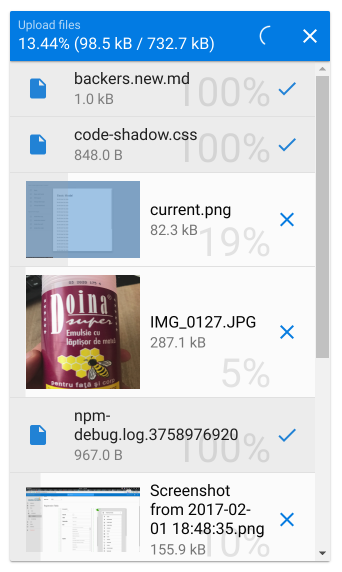 Upload files
13.44% (98.5 kB / 732.7 kB)
backers.new.md
1.0 kB
100%
code-shadow.css
848.0 B
100%
current.png
82.3 kB
19%
Doina
super
Emulsie cu
lăptișor de matcă
pentru față și corp
IMG_0127.JPG
287.1 kB
5%
npm-
debug.log.3758976920
967.0 B
100%
Screenshot
from 2017-02-
01 18:48:35.png
155.9 kB
10%